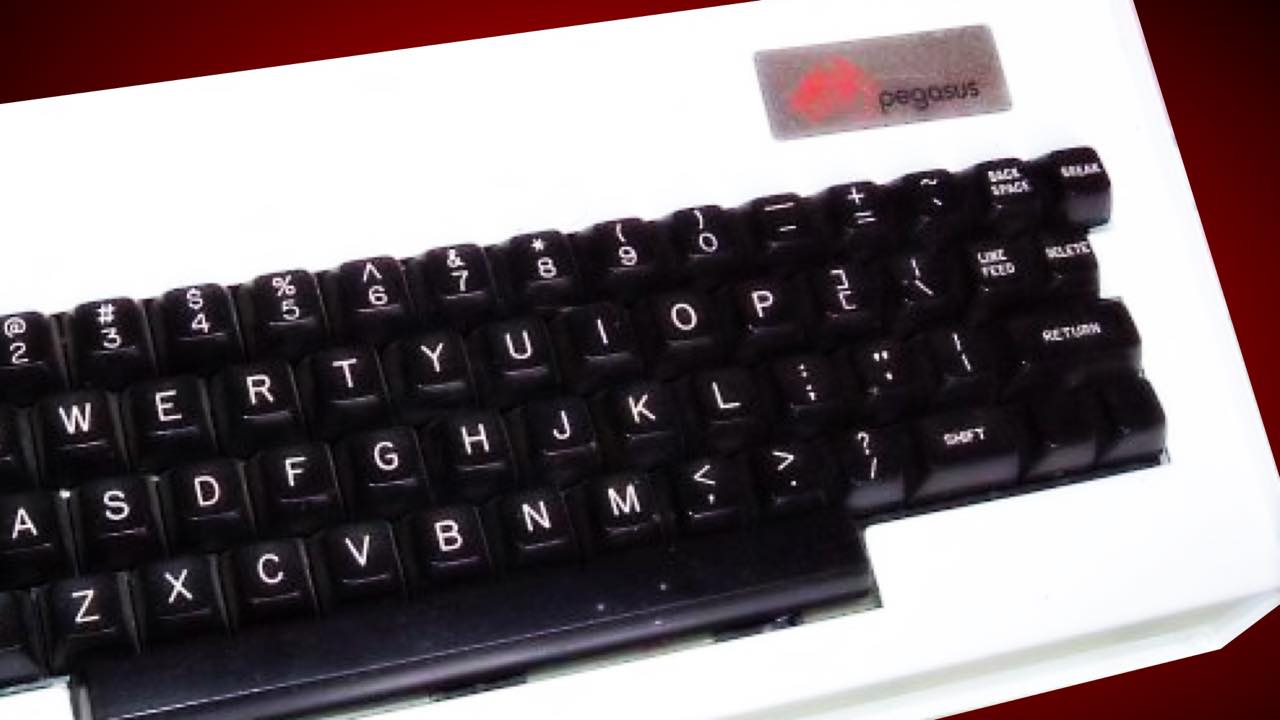 pegasus
BACK SPACE BREAK
@ # $ % ^ & * ( ) — + ~
2 3 4 5 6 7 8 9 0 - = `
LINE FEED DELETE
W E R T Y U I O P ] [ \
RETURN
A S D F G H J K L : ; " '
Z X C V B N M < , > . ? / SHIFT